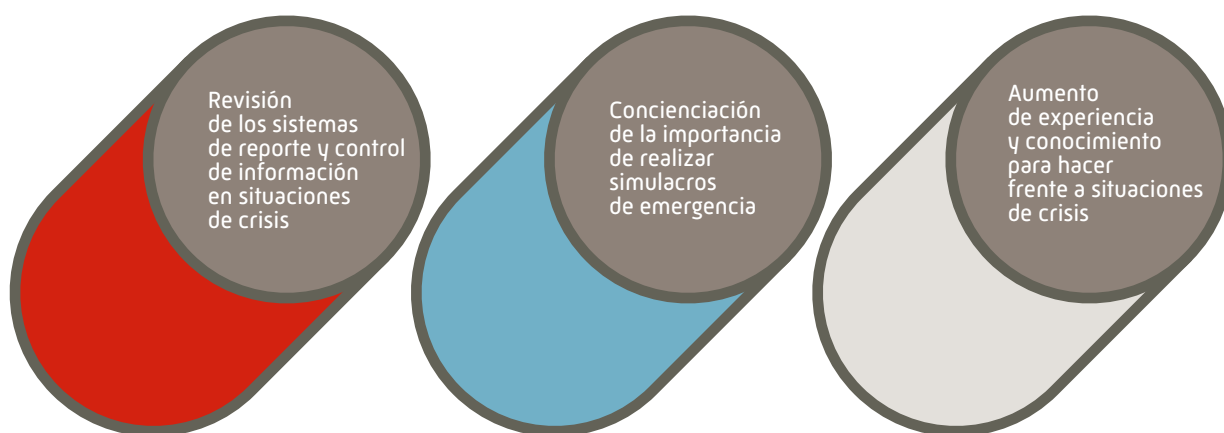 Revisión
de los sistemas
de reporte y control
de información
en situaciones
de crisis
Concienciación
de la importancia
de realizar
simulacros
de emergencia
Aumento
de experiencia
y conocimiento
para hacer
frente a situaciones
de crisis